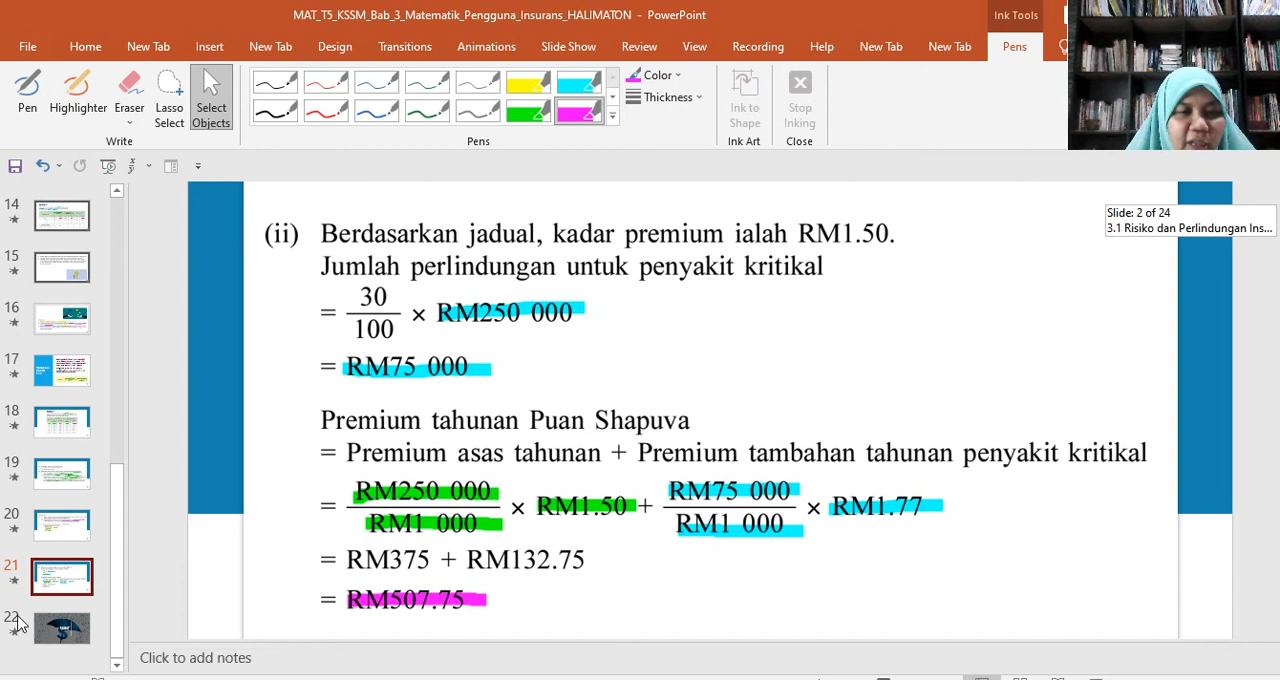 MAT_T5_KSSM_Bab_3_Matematik_Pengguna_Insurans_HALIMATON - PowerPoint
Ink Tools
File Home New Tab Insert New Tab Design Transitions Animations Slide Show Review View Recording Help New Tab New Tab Pens
Pen Highlighter Eraser Lasso Select Select Objects
Color
Thickness
Ink to Shape
Stop Inking
Write Pens Ink Art Close
Slide: 2 of 24
3.1 Risiko dan Perlindungan Ins...
14
15
16
17
18
19
20
21
22
(ii) Berdasarkan jadual, kadar premium ialah RM1.50.
Jumlah perlindungan untuk penyakit kritikal
= 30/100 × RM250 000
= RM75 000
Premium tahunan Puan Shapuva
= Premium asas tahunan + Premium tambahan tahunan penyakit kritikal
= RM250 000/RM1 000 × RM1.50 + RM75 000/RM1 000 × RM1.77
= RM375 + RM132.75
= RM507.75
Click to add notes